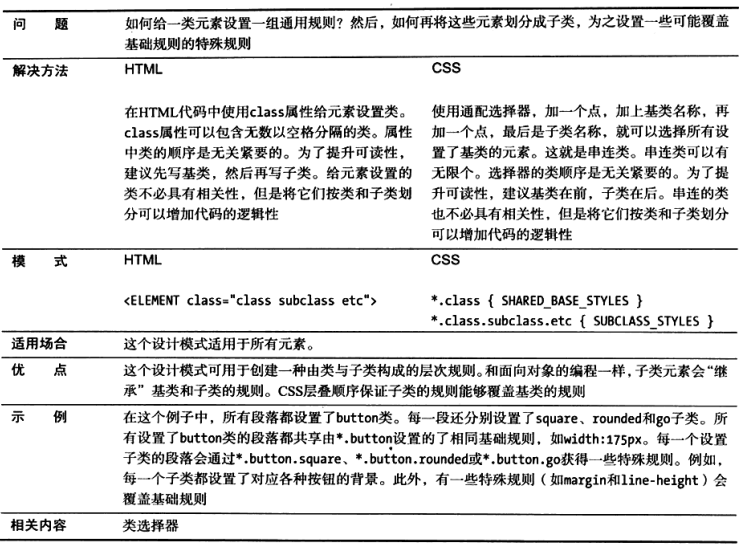 问 题 如何给一类元素设置一组通用规则？然后，如何再将这些元素划分成子类，为之设置一些可能覆盖
基础规则的特殊规则
解决方法 HTML CSS
在HTML代码中使用class属性给元素设置类。
class属性可以包含无数以空格分隔的类。属性
中类的顺序是无关紧要的。为了提升可读性，
建议先写基类，然后再写子类。给元素设置的
类不必具有相关性，但是将它们按类和子类划
分可以增加代码的逻辑性
使用通配选择器，加一个点，加上基类名称，再
加一个点，最后是子类名称，就可以选择所有设
置了基类的元素。这就是串连类。串连类可以有
无限个。选择器的类顺序是无关紧要的。为了提
升可读性，建议基类在前，子类在后。串连的类
也不必具有相关性，但是将它们按类和子类划分
可以增加代码的逻辑性
模 式 HTML CSS
<ELEMENT class="class subclass etc">
*.class { SHARED_BASE_STYLES }
*.class.subclass.etc { SUBCLASS_STYLES }
适用场合 这个设计模式适用于所有元素。
优 点 这个设计模式可用于创建一种由类与子类构成的层次规则。和面向对象的编程一样，子类元素会“继
承”基类和子类的规则。CSS层叠顺序保证子类的规则能够覆盖基类的规则
示 例 在这个例子中，所有段落都设置了button类。每一段还分别设置了square、rounded和go子类。所
有设置了button类的段落都共享由*.button设置的了相同基础规则，如width:175px。每一个设置
子类的段落会通过*.button.square、*.button.rounded或*.button.go获得一些特殊规则。例如，
每一个子类都设置了对应各种按钮的背景。此外，有一些特殊规则（如margin和line-height）会
覆盖基础规则
相关内容 类选择器